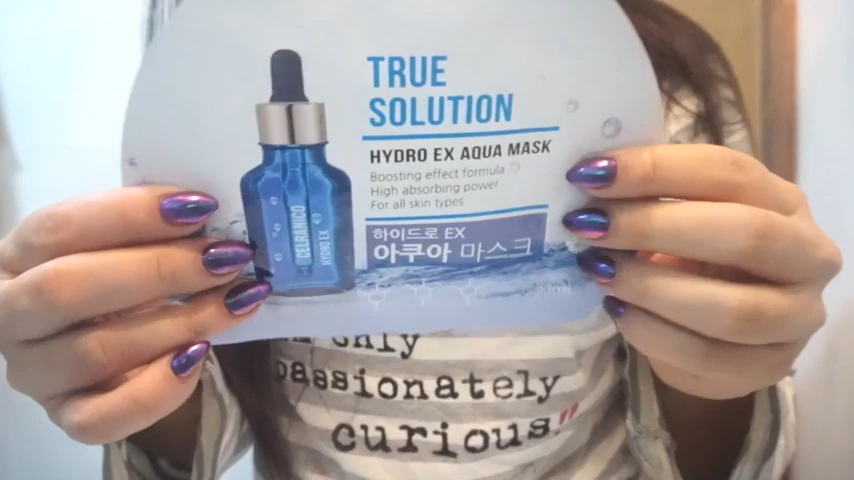 TRUE
SOLUTION
HYDRO EX AQUA MASK
Boosting effect formula
High absorbing power
For all skin types
하이드로 EX
아쿠아 마스크
CELRANICO
HYDRO EX
only
passionately
curious."